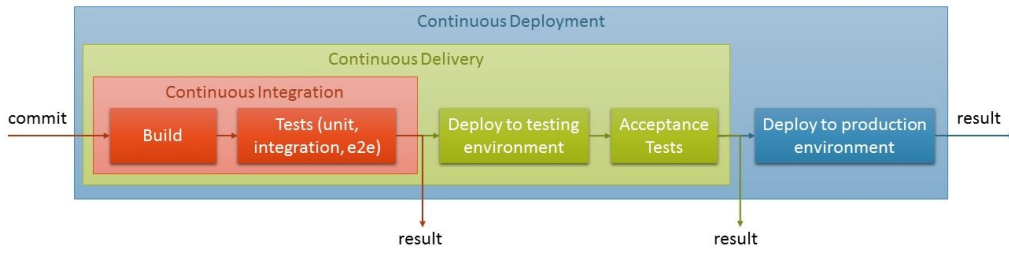 Continuous Deployment
Continuous Delivery
Continuous Integration
commit
Build
Tests (unit,
integration, e2e)
Deploy to testing
environment
Acceptance
Tests
Deploy to production
environment
result
result
result